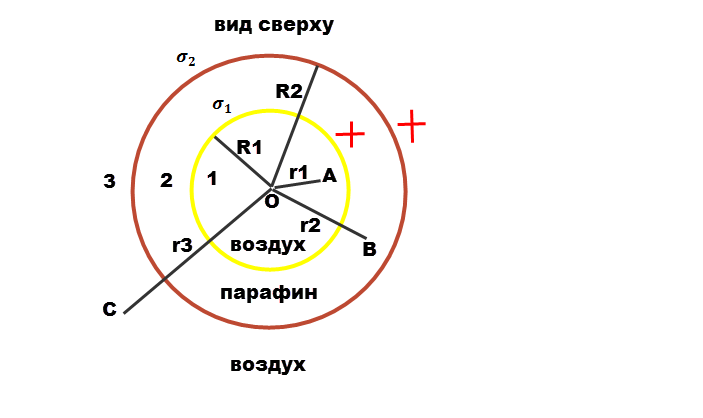 вид сверху
σ₂
R2
σ₁
+
+
R1
3
2
1
r1
A
O
r2
r3
воздух
B
парафин
C
воздух